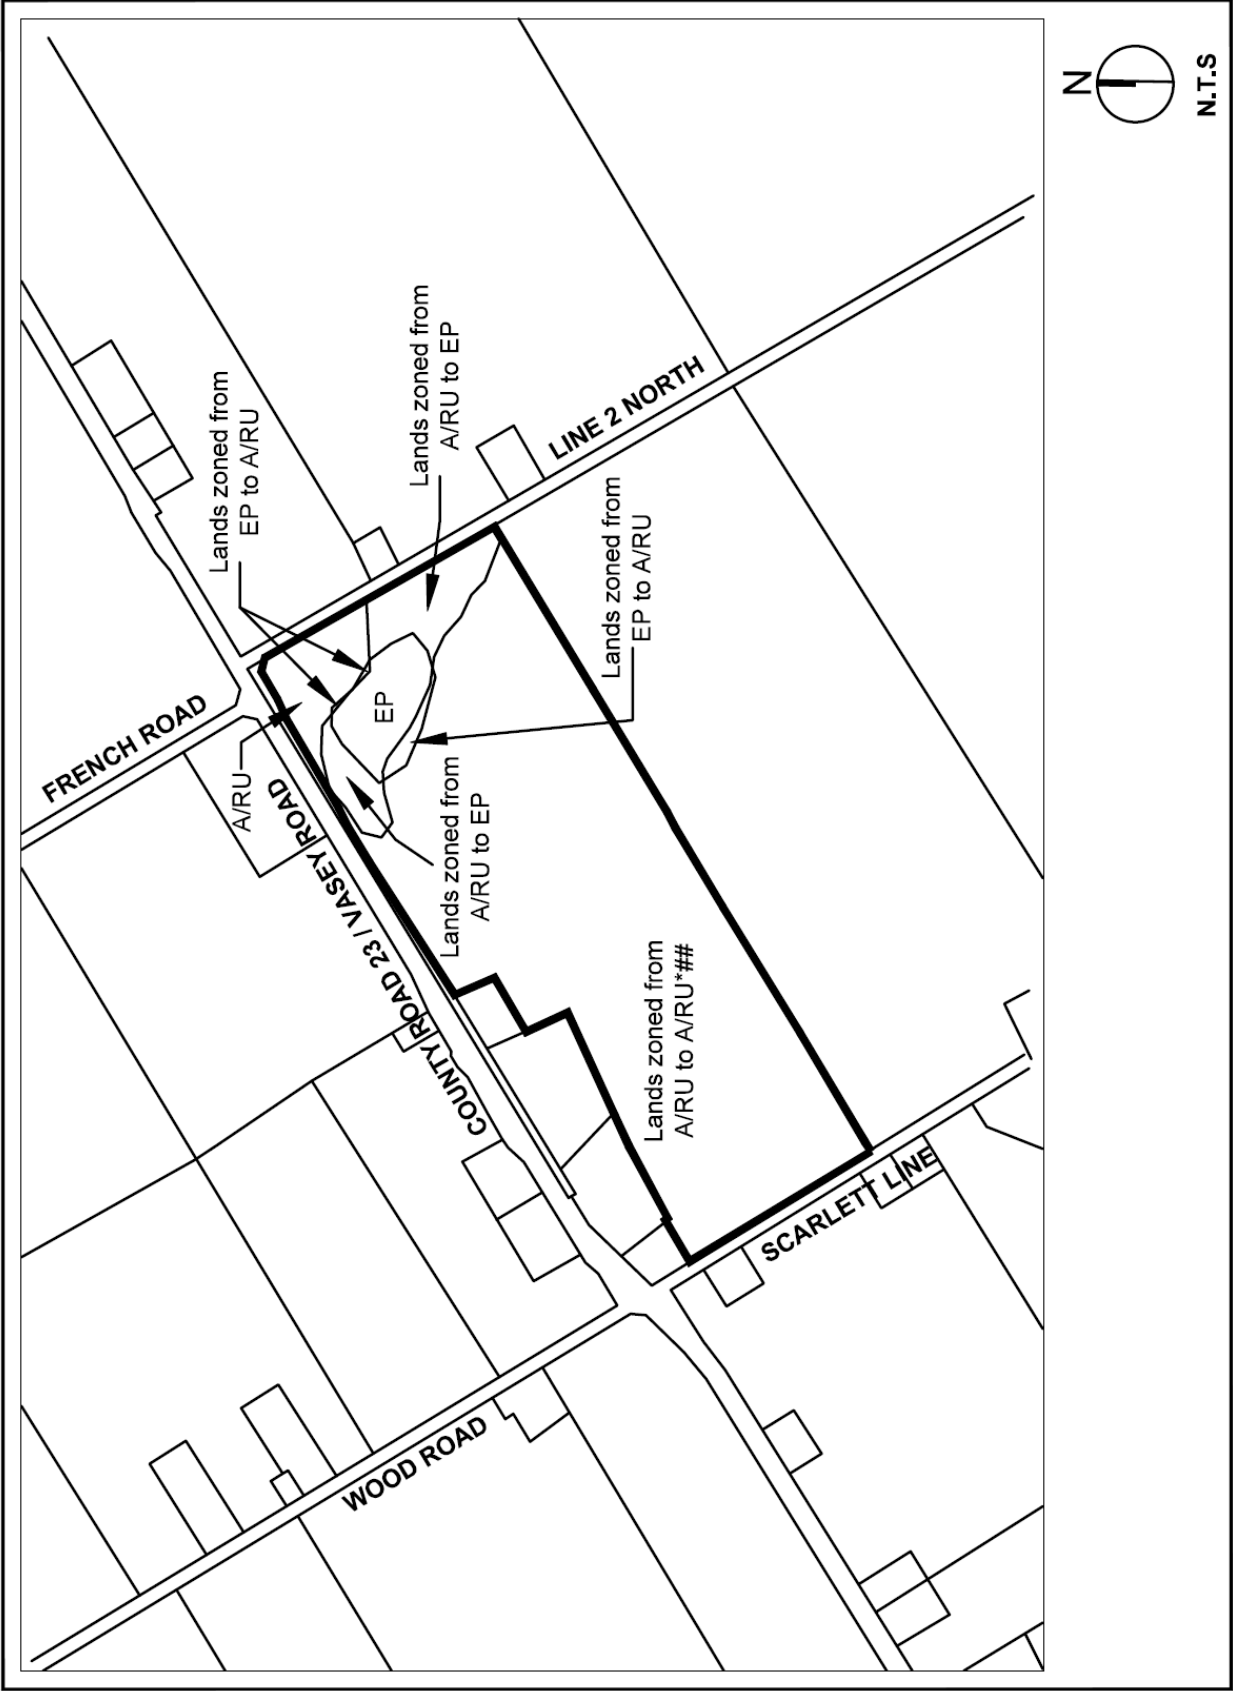 N
N.T.S
FRENCH ROAD
A/RU
COUNTY ROAD 23 / VASEY ROAD
Lands zoned from
EP to A/RU
Lands zoned from
A/RU to EP
LINE 2 NORTH
EP
Lands zoned from
EP to A/RU
Lands zoned from
A/RU to EP
Lands zoned from
A/RU to A/RU*##
SCARLETT LINE
WOOD ROAD